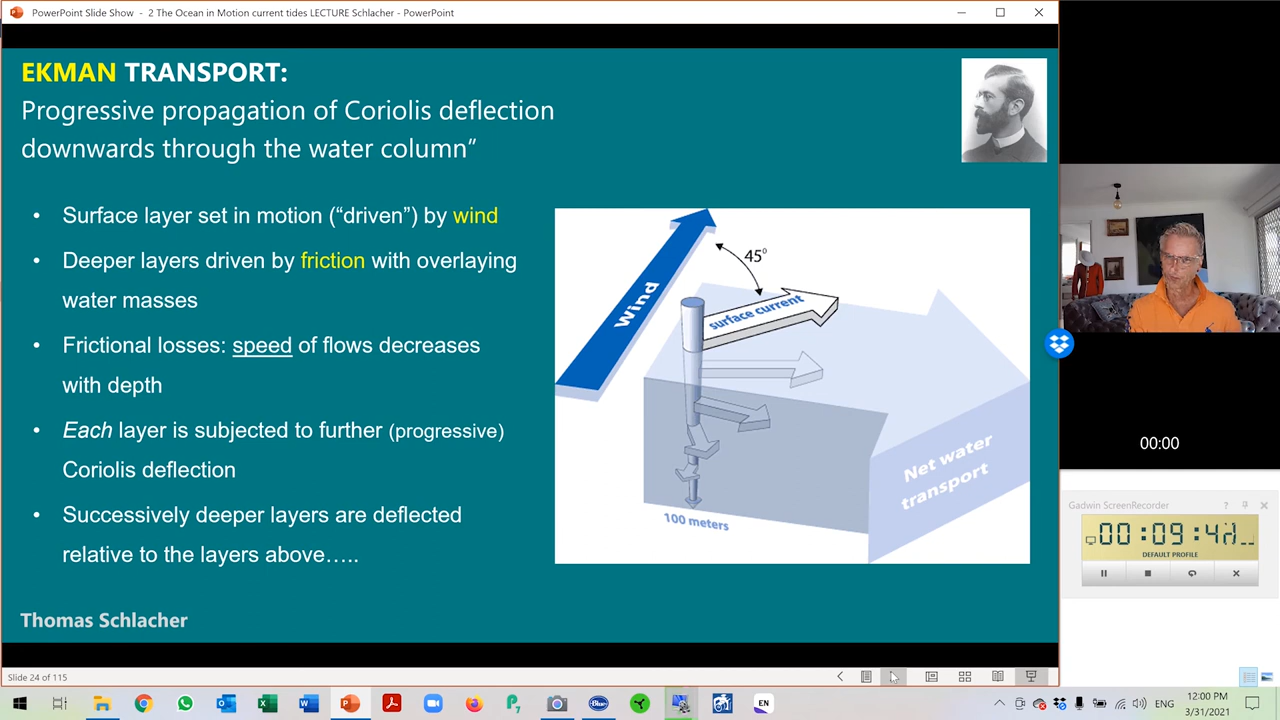 PowerPoint Slide Show - 2 The Ocean in Motion current tides LECTURE Schlacher - PowerPoint
EKMAN TRANSPORT:
Progressive propagation of Coriolis deflection
downwards through the water column”
• Surface layer set in motion (“driven”) by wind
• Deeper layers driven by friction with overlaying
water masses
• Frictional losses: speed of flows decreases
with depth
• Each layer is subjected to further (progressive)
Coriolis deflection
• Successively deeper layers are deflected
relative to the layers above…..
Wind
45⁰
surface current
Net water
transport
100 meters
Thomas Schlacher
00:00
Gadwin ScreenRecorder
DEFAULT PROFILE
Slide 24 of 115
EN
ENG
12:00 PM
3/31/2021